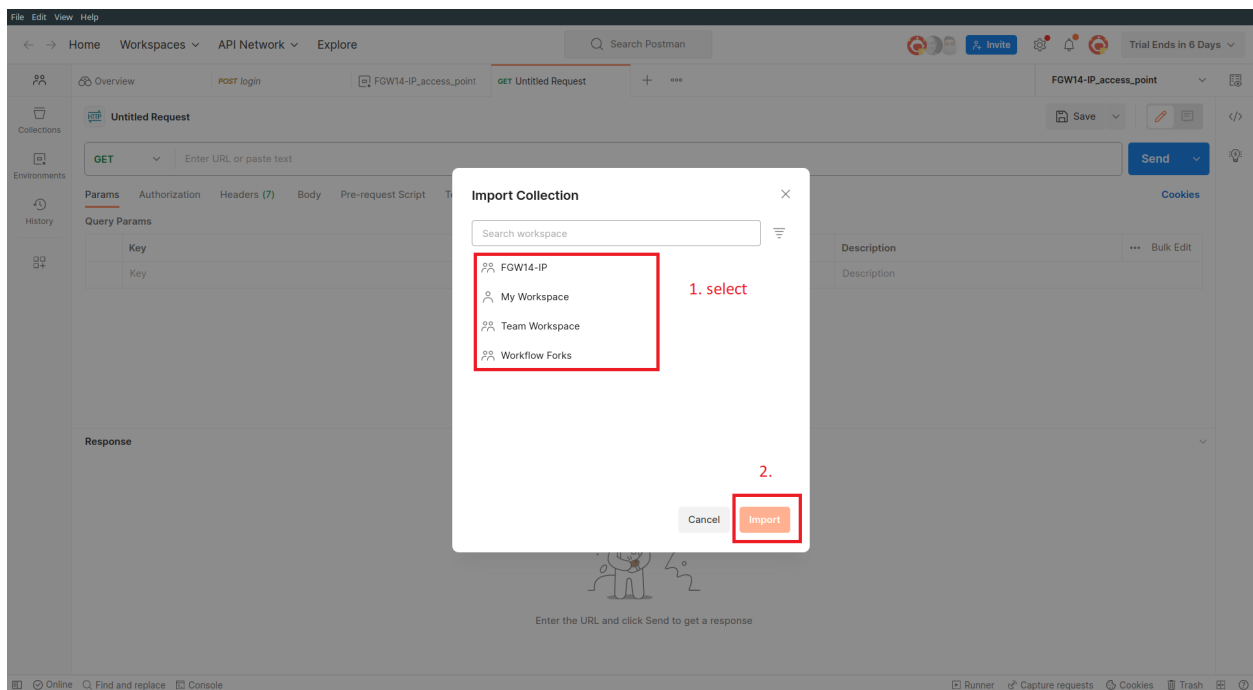 File Edit View Help
Home Workspaces API Network Explore Search Postman Invite Trial Ends in 6 Days
Overview POST login FGW14-IP_access_point GET Untitled Request FGW14-IP_access_point
Collections
HTTP Untitled Request Save
GET Enter URL or paste text Send
Environments
Params Authorization Headers (7) Body Pre-request Script Cookies
History
Query Params
Key Description Bulk Edit
Key Description
Import Collection
Search workspace
FGW14-IP
My Workspace
Team Workspace
Workflow Forks
1. select
Response
2.
Cancel Import
Enter the URL and click Send to get a response
Online Find and replace Console Runner Capture requests Cookies Trash